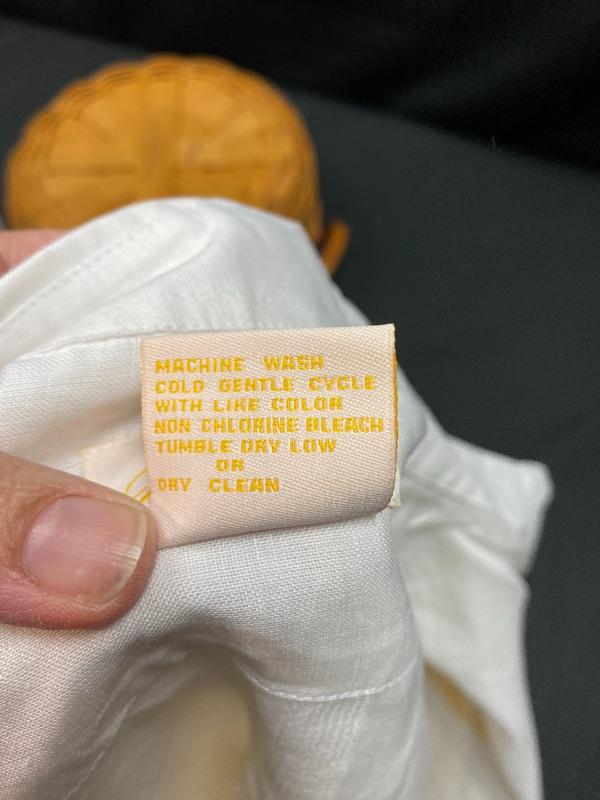 MACHINE WASH
COLD GENTLE CYCLE
WITH LIKE COLOR
NON CHLORINE BLEACH
TUMBLE DRY LOW
OR
DRY CLEAN